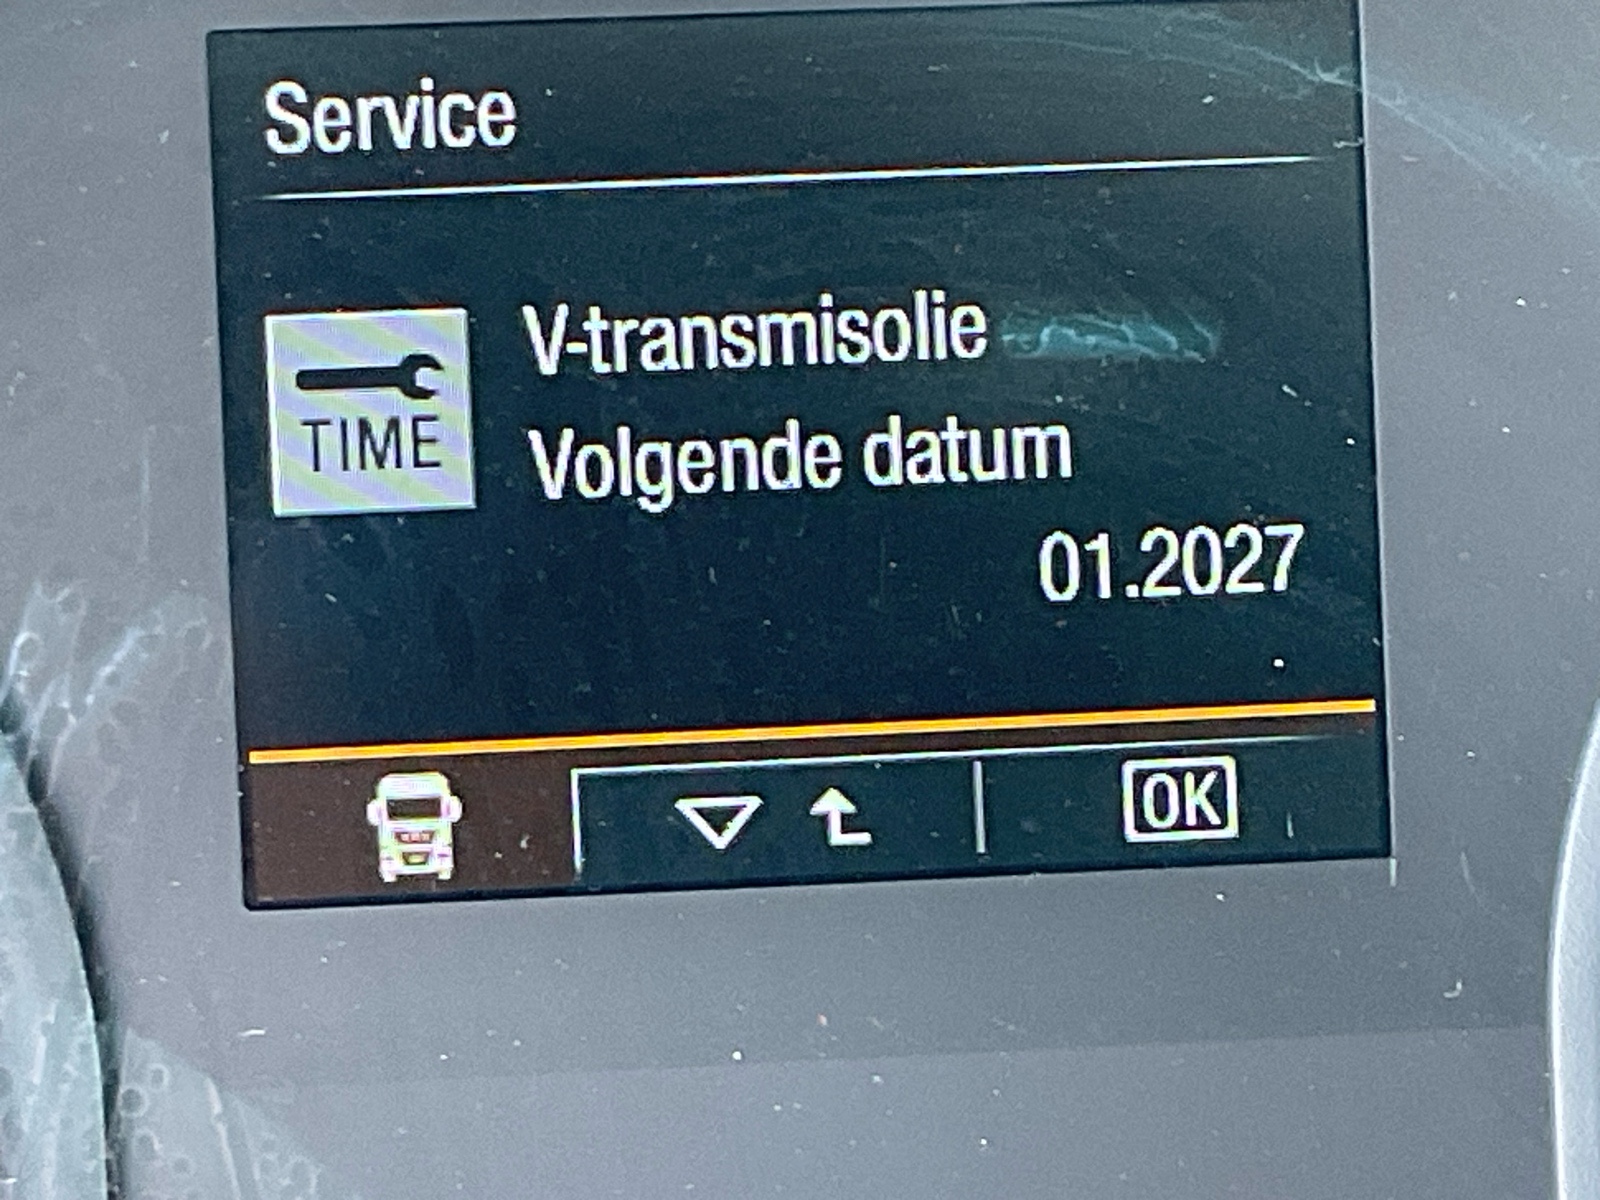 Service
TIME
V-transmisolie
Volgende datum
01.2027
OK